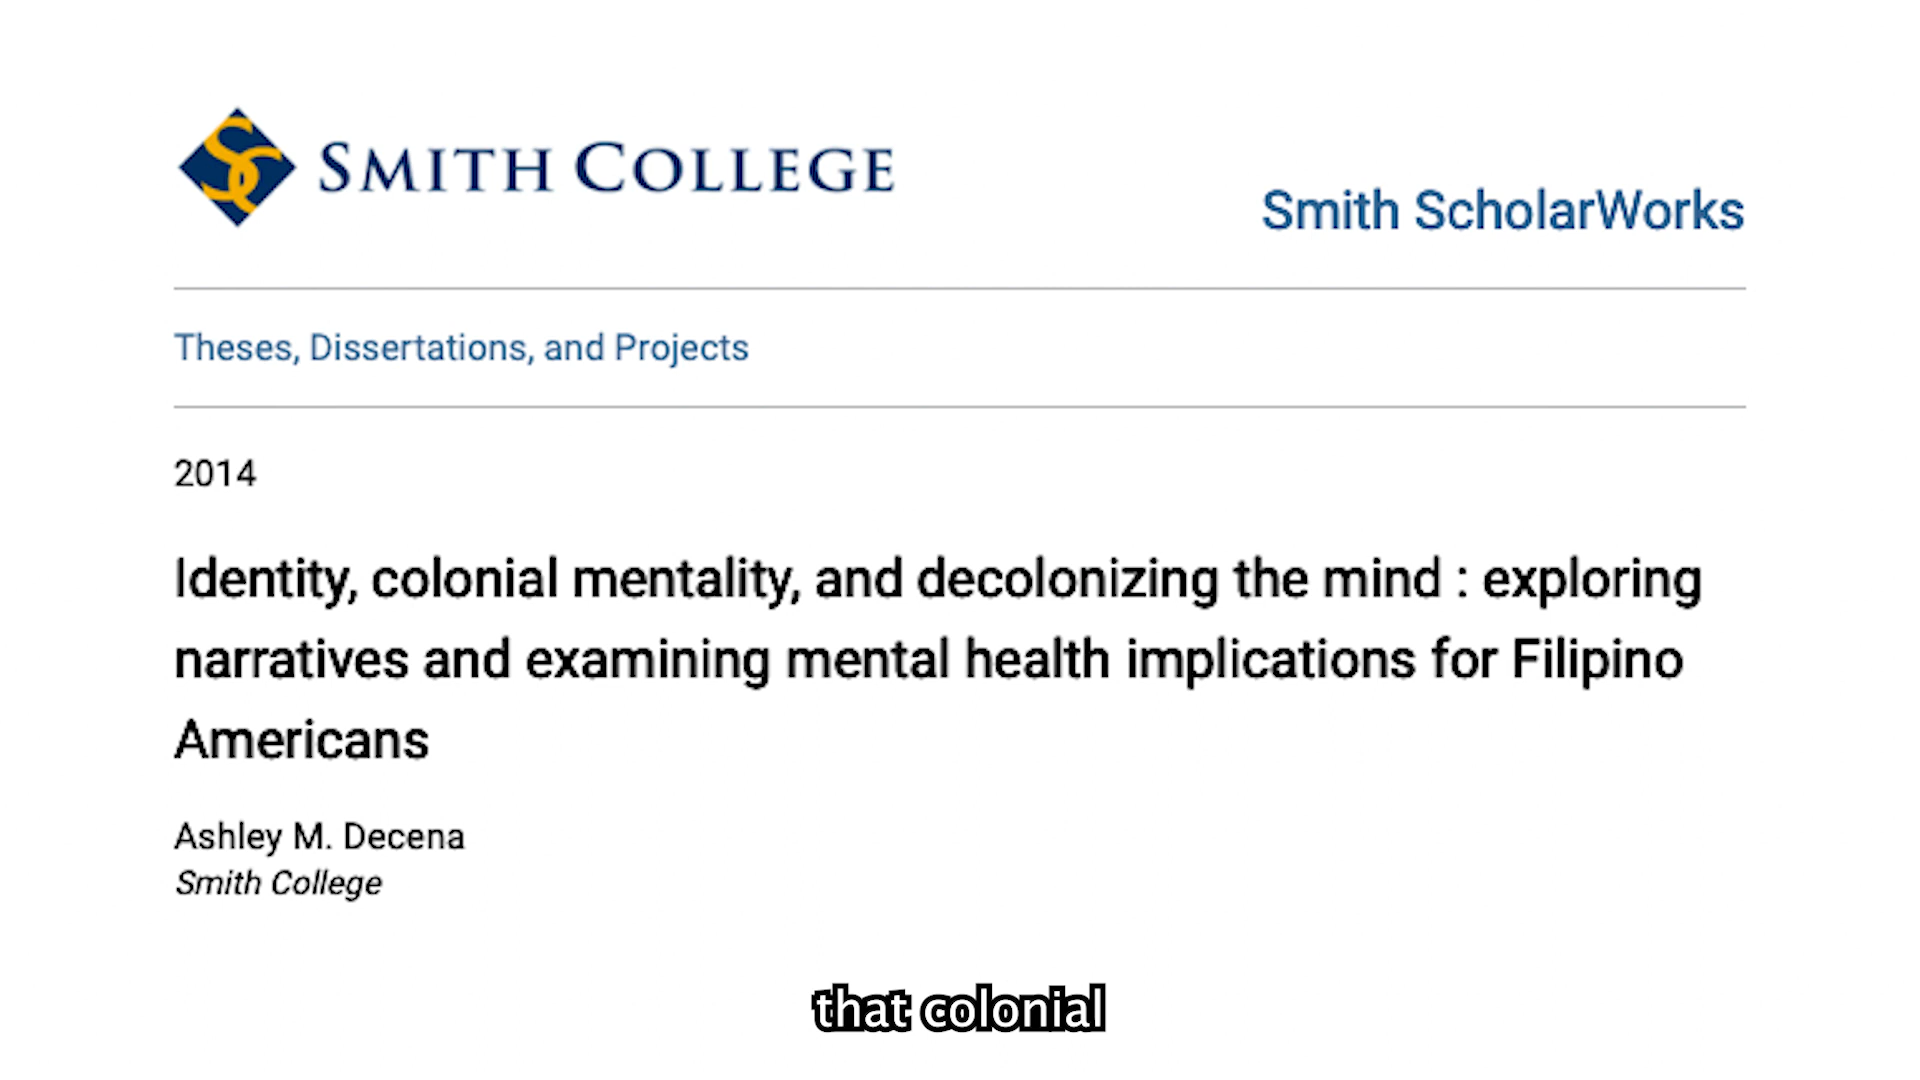 SMITH COLLEGE
Smith ScholarWorks
Theses, Dissertations, and Projects
2014
Identity, colonial mentality, and decolonizing the mind : exploring
narratives and examining mental health implications for Filipino
Americans
Ashley M. Decena
Smith College
that colonial